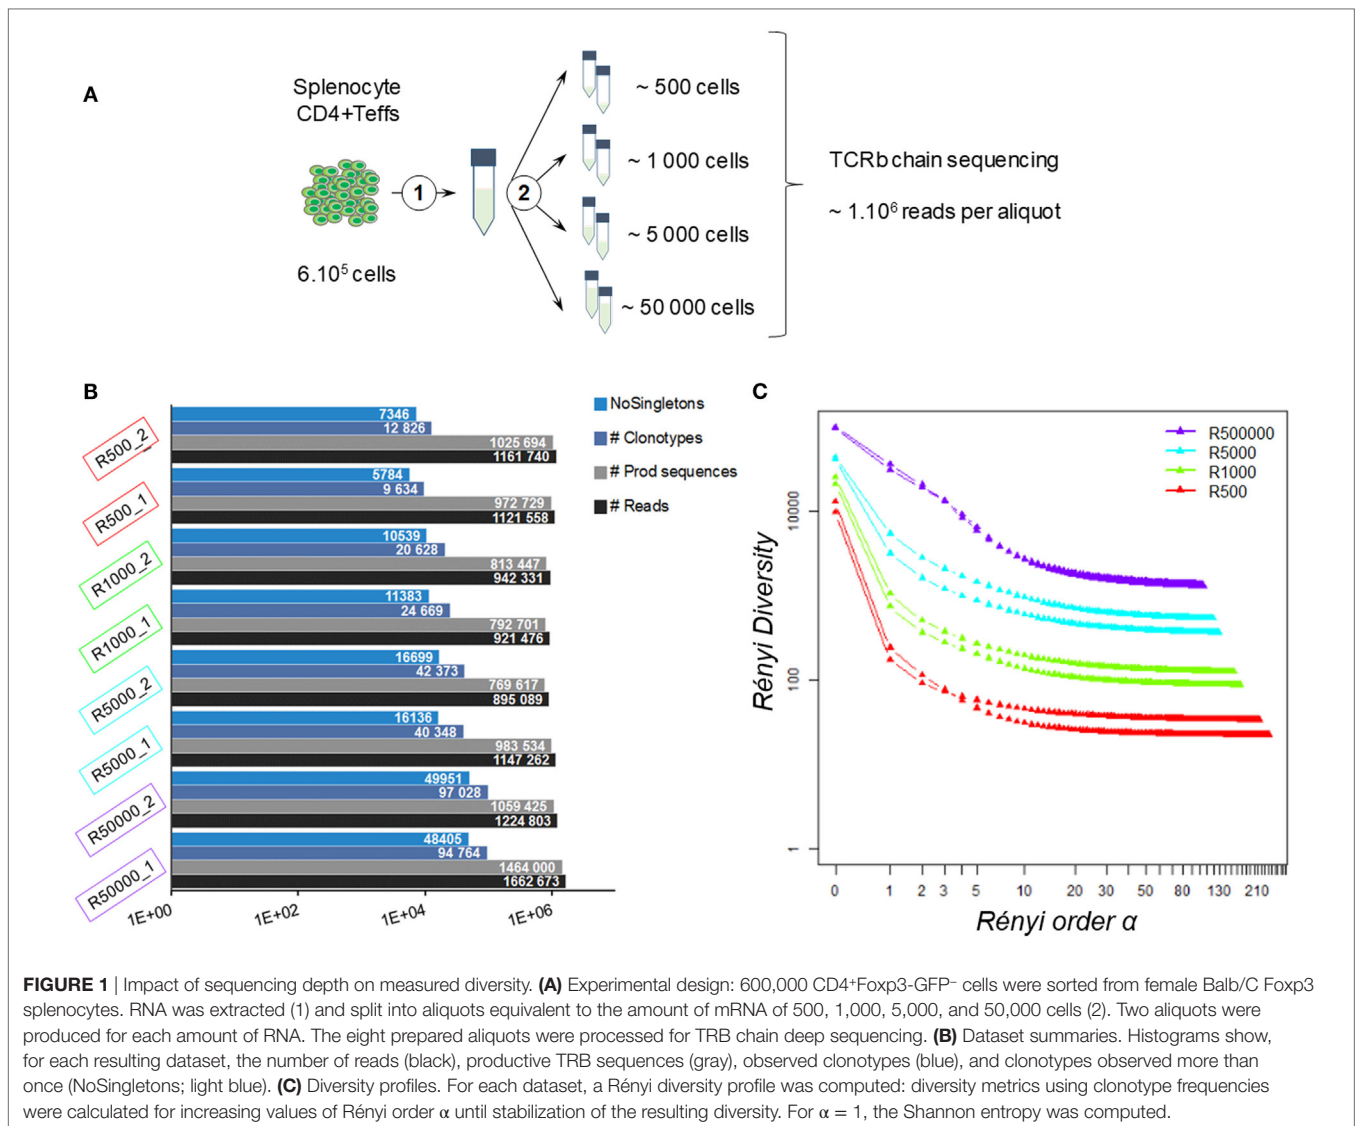 A
Splenocyte
CD4+Teffs
6.10⁵ cells
1
2
~ 500 cells
~ 1 000 cells
~ 5 000 cells
~ 50 000 cells
TCRb chain sequencing
~ 1.10⁶ reads per aliquot
B
NoSingletons
# Clonotypes
# Prod sequences
# Reads
R500_2
7346
12 826
1025 694
1161 740
R500_1
5784
9 634
972 729
1121 558
R1000_2
10539
20 628
813 447
942 331
R1000_1
11383
24 669
792 701
921 476
R5000_2
16699
42 373
769 617
895 089
R5000_1
16136
40 348
983 534
1147 262
R50000_2
49951
97 028
1059 425
1224 803
R50000_1
48405
94 764
1464 000
1662 673
1E+00 1E+02 1E+04 1E+06
C
R500000
R5000
R1000
R500
Rényi Diversity
10000
100
1
0 1 2 3 5 10 20 30 50 80 130 210
Rényi order α
FIGURE 1 | Impact of sequencing depth on measured diversity. (A) Experimental design: 600,000 CD4⁺Foxp3-GFP⁻ cells were sorted from female Balb/C Foxp3
splenocytes. RNA was extracted (1) and split into aliquots equivalent to the amount of mRNA of 500, 1,000, 5,000, and 50,000 cells (2). Two aliquots were
produced for each amount of RNA. The eight prepared aliquots were processed for TRB chain deep sequencing. (B) Dataset summaries. Histograms show,
for each resulting dataset, the number of reads (black), productive TRB sequences (gray), observed clonotypes (blue), and clonotypes observed more than
once (NoSingletons; light blue). (C) Diversity profiles. For each dataset, a Rényi diversity profile was computed: diversity metrics using clonotype frequencies
were calculated for increasing values of Rényi order α until stabilization of the resulting diversity. For α = 1, the Shannon entropy was computed.